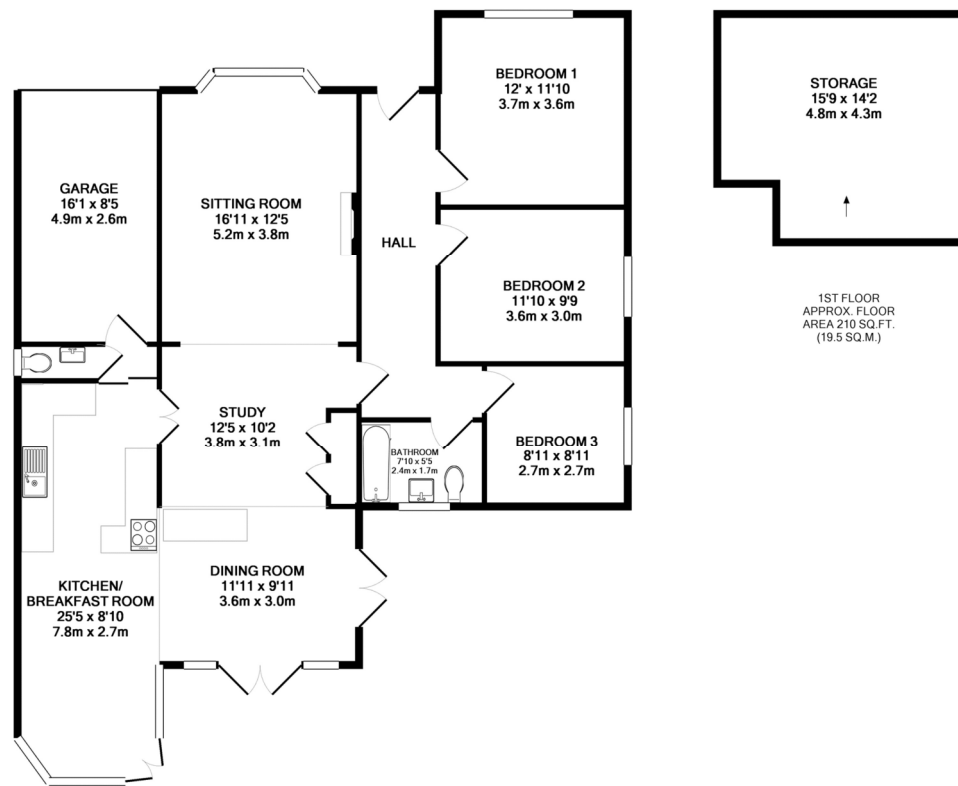 BEDROOM 1
12' x 11'10
3.7m x 3.6m
STORAGE
15'9 x 14'2
4.8m x 4.3m
GARAGE
16'1 x 8'5
4.9m x 2.6m
SITTING ROOM
16'11 x 12'5
5.2m x 3.8m
HALL
BEDROOM 2
11'10 x 9'9
3.6m x 3.0m
1ST FLOOR
APPROX. FLOOR
AREA 210 SQ.FT.
(19.5 SQ.M.)
STUDY
12'5 x 10'2
3.8m x 3.1m
BATHROOM
7'10 x 5'5
2.4m x 1.7m
BEDROOM 3
8'11 x 8'11
2.7m x 2.7m
DINING ROOM
11'11 x 9'11
3.6m x 3.0m
KITCHEN/
BREAKFAST ROOM
25'5 x 8'10
7.8m x 2.7m